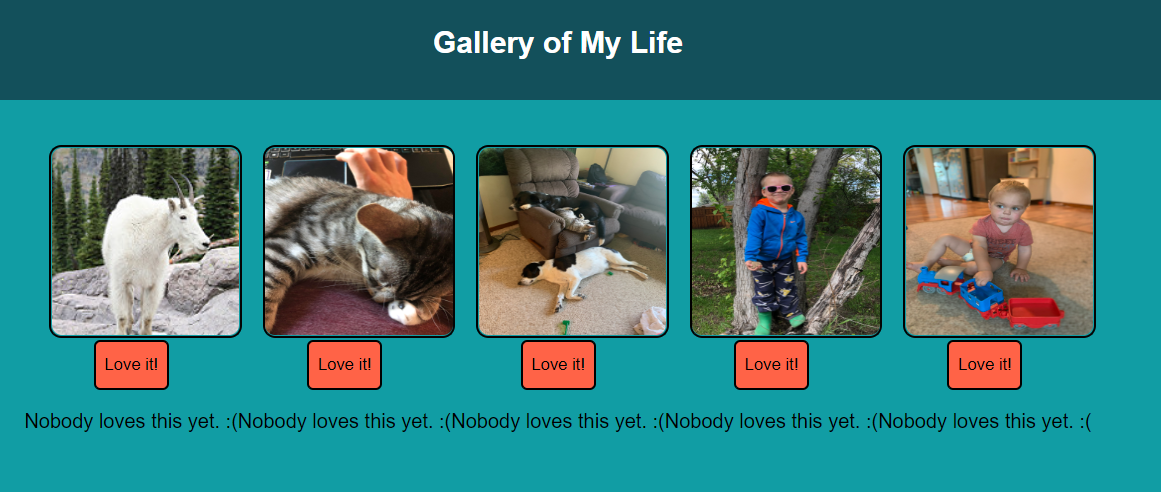 Gallery of My Life
Love it! Love it! Love it! Love it! Love it!
Nobody loves this yet. :(Nobody loves this yet. :(Nobody loves this yet. :(Nobody loves this yet. :(Nobody loves this yet. :(